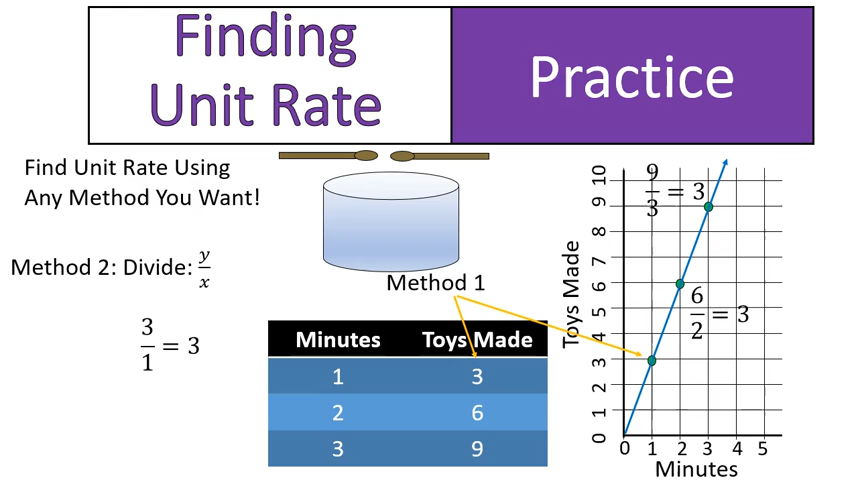 Finding
Unit Rate
Practice
Find Unit Rate Using
Any Method You Want!
Method 2: Divide: y/x
3/1 = 3
Method 1
Minutes Toys Made
1 3
2 6
3 9
9/3 = 3
6/2 = 3
Toys Made
10
9
8
7
6
5
4
3
2
1
0
0 1 2 3 4 5
Minutes